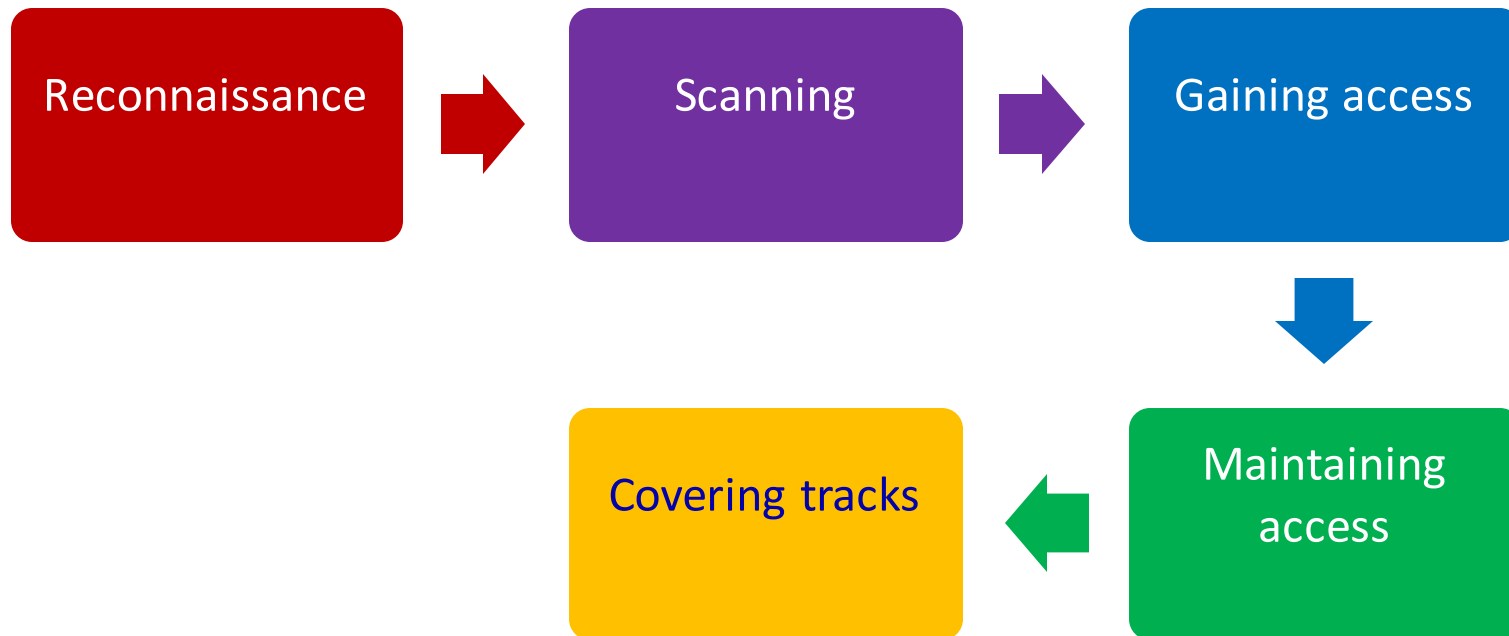 Reconnaissance
Scanning
Gaining access
Maintaining
access
Covering tracks